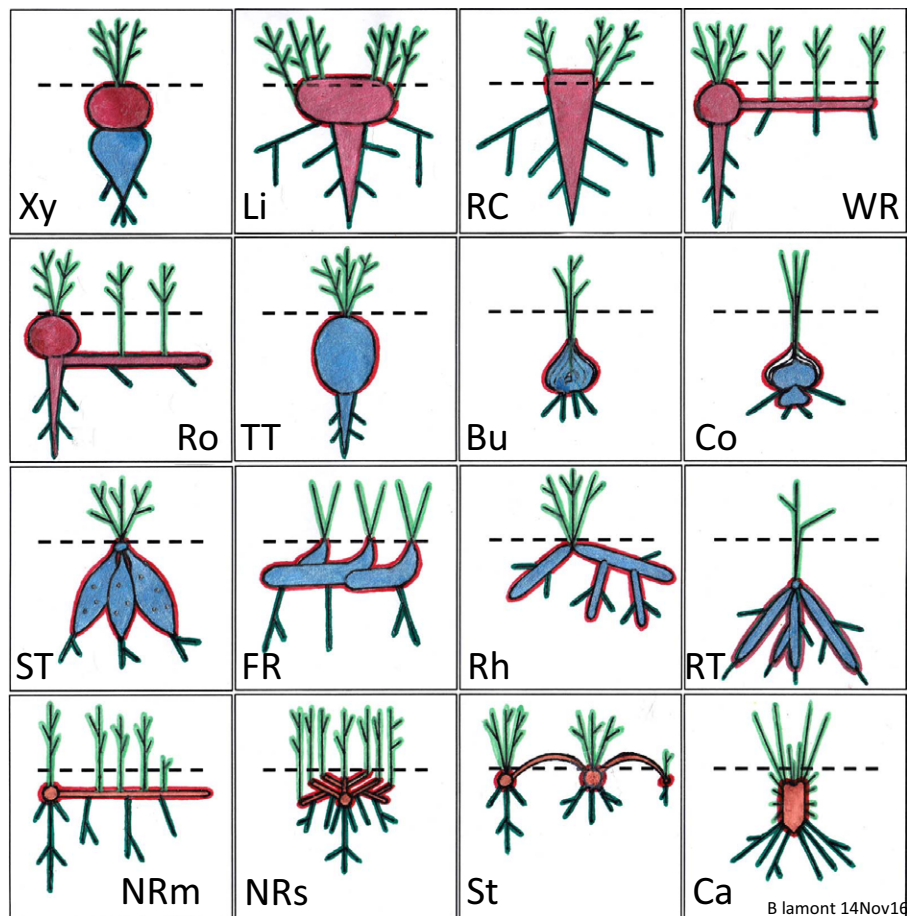 Xy
Li
RC
WR
Ro
TT
Bu
Co
ST
FR
Rh
RT
NRm
NRs
St
Ca
B lamont 14Nov16